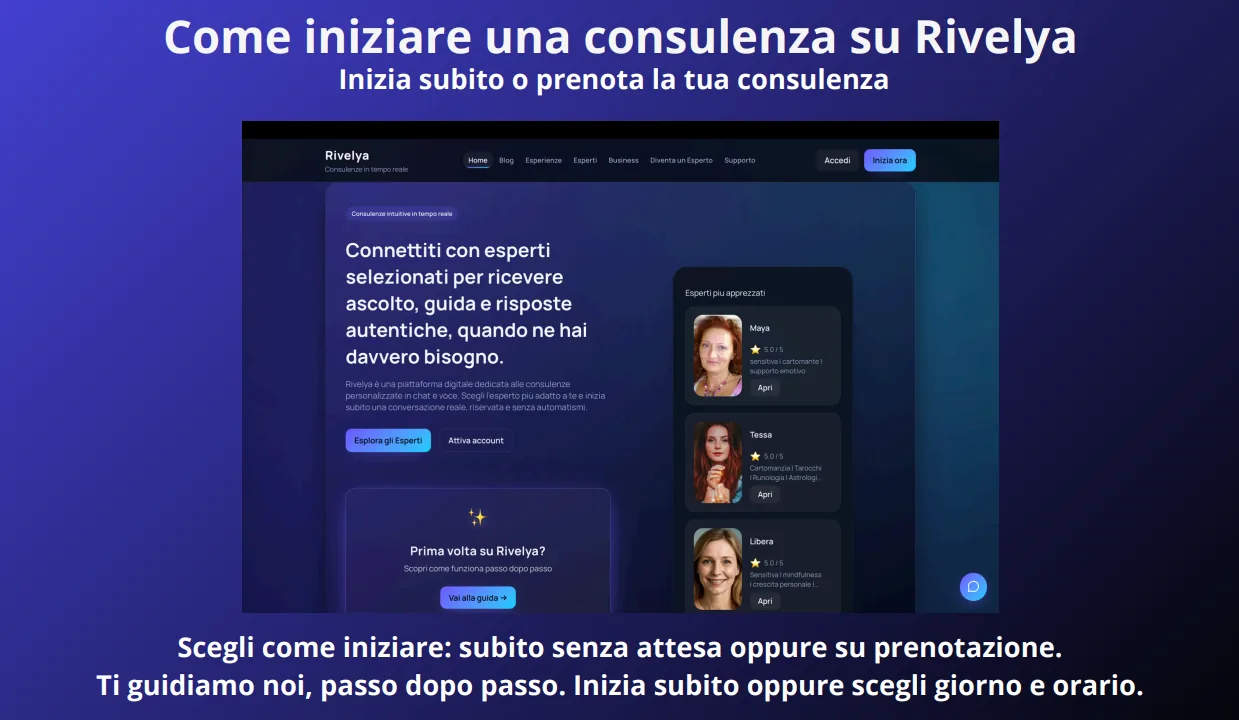 Come iniziare una consulenza su Rivelya
Inizia subito o prenota la tua consulenza
Rivelya
Consulenze in tempo reale
Home Blog Esperienze Esperti Business Diventa un Esperto Supporto
Accedi Inizia ora
Consulenze intuitive in tempo reale
Connettiti con esperti
selezionati per ricevere
ascolto, guida e risposte
autentiche, quando ne hai
davvero bisogno.
Rivelya è una piattaforma digitale dedicata alle consulenze
personalizzate in chat e voce. Scegli l'esperto più adatto a te e inizia
subito una conversazione reale, riservata e senza automatismi.
Esplora gli Esperti Attiva account
Prima volta su Rivelya?
Scopri come funziona passo dopo passo
Vai alla guida →
Esperti piu apprezzati
Maya
5.0 / 5
sensitiva | cartomante |
supporto emotivo
Apri
Tessa
5.0 / 5
Cartomanzia | Tarocchi
| Runologia | Astrologi..
Apri
Libera
5.0 / 5
Sensitiva | mindfulness
| crescita personale |...
Apri
Scegli come iniziare: subito senza attesa oppure su prenotazione.
Ti guidiamo noi, passo dopo passo. Inizia subito oppure scegli giorno e orario.